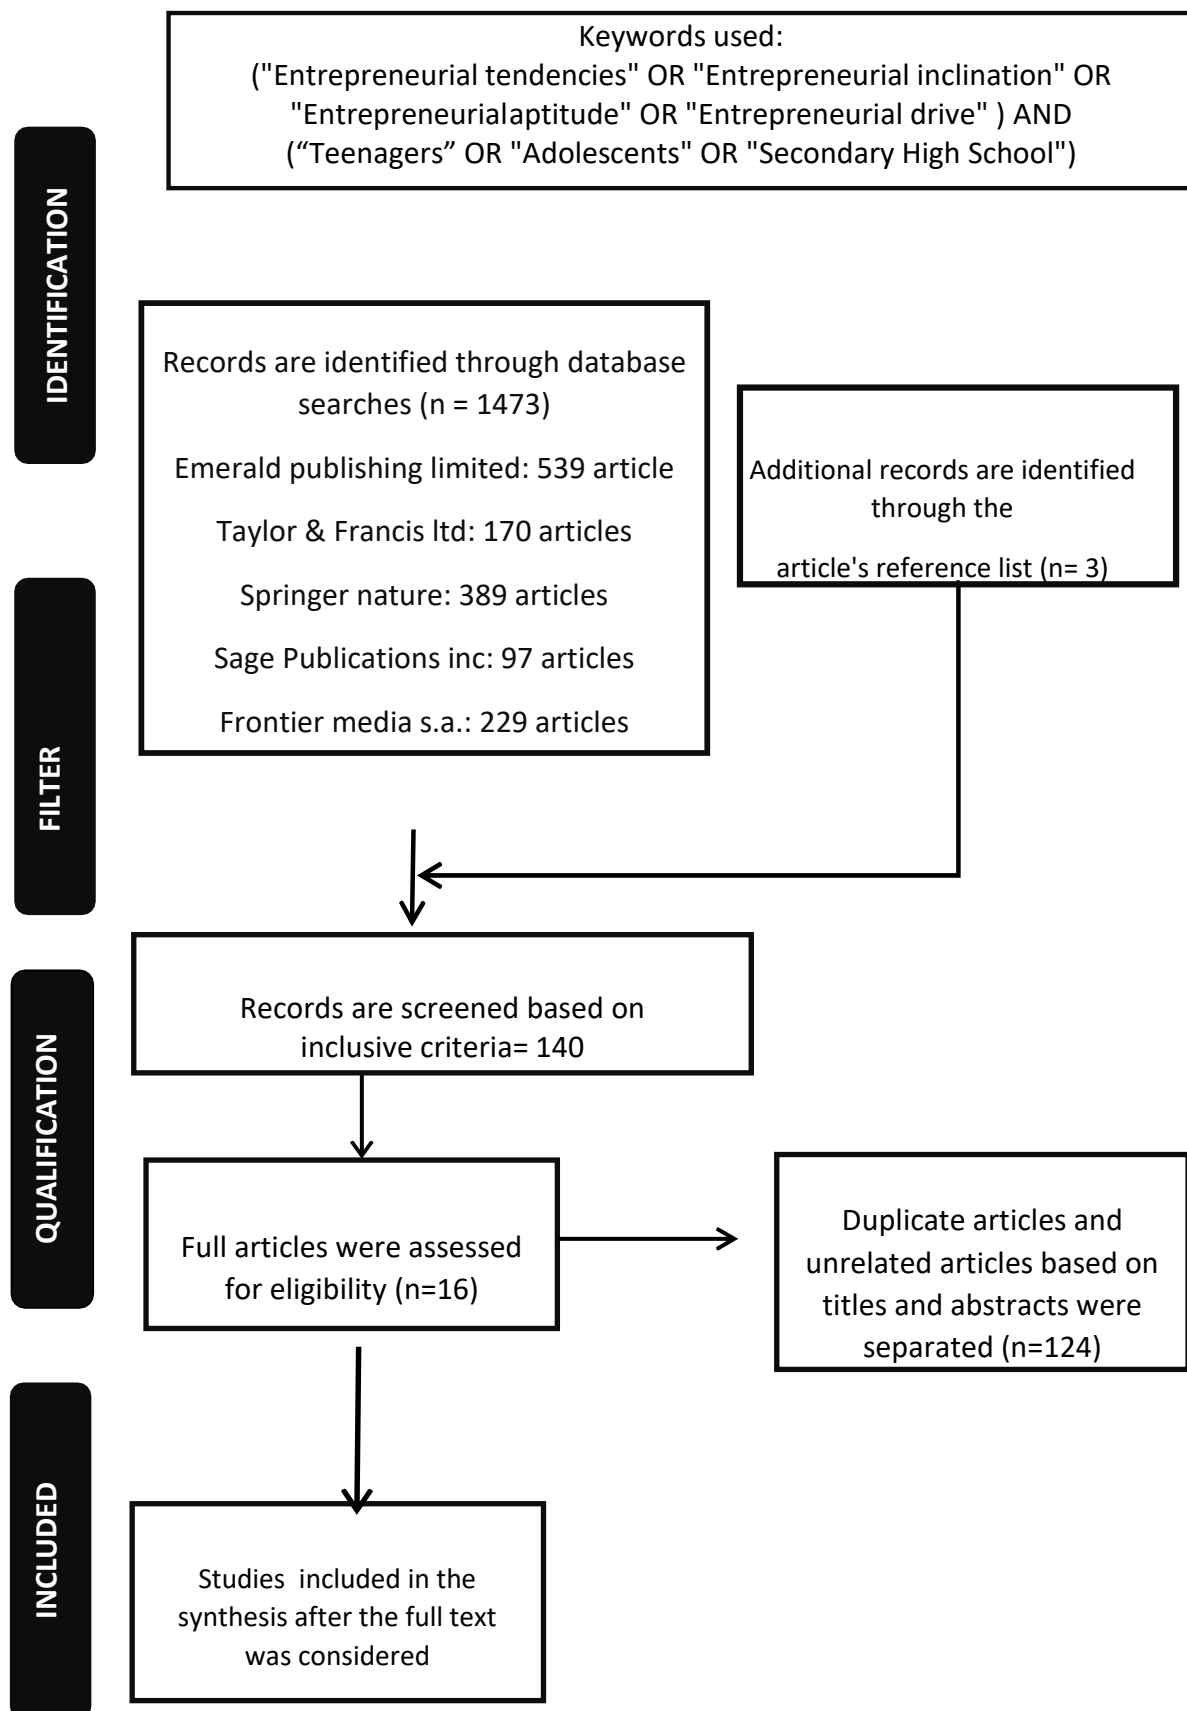 Keywords used:
("Entrepreneurial tendencies" OR "Entrepreneurial inclination" OR
"Entrepreneurialaptitude" OR "Entrepreneurial drive" ) AND
(“Teenagers” OR "Adolescents" OR "Secondary High School")
IDENTIFICATION
Records are identified through database
searches (n = 1473)
Emerald publishing limited: 539 article
Taylor & Francis ltd: 170 articles
Springer nature: 389 articles
Sage Publications inc: 97 articles
Frontier media s.a.: 229 articles
Additional records are identified
through the
article's reference list (n= 3)
FILTER
Records are screened based on
inclusive criteria= 140
QUALIFICATION
Full articles were assessed
for eligibility (n=16)
Duplicate articles and
unrelated articles based on
titles and abstracts were
separated (n=124)
INCLUDED
Studies  included in the
synthesis after the full text
was considered